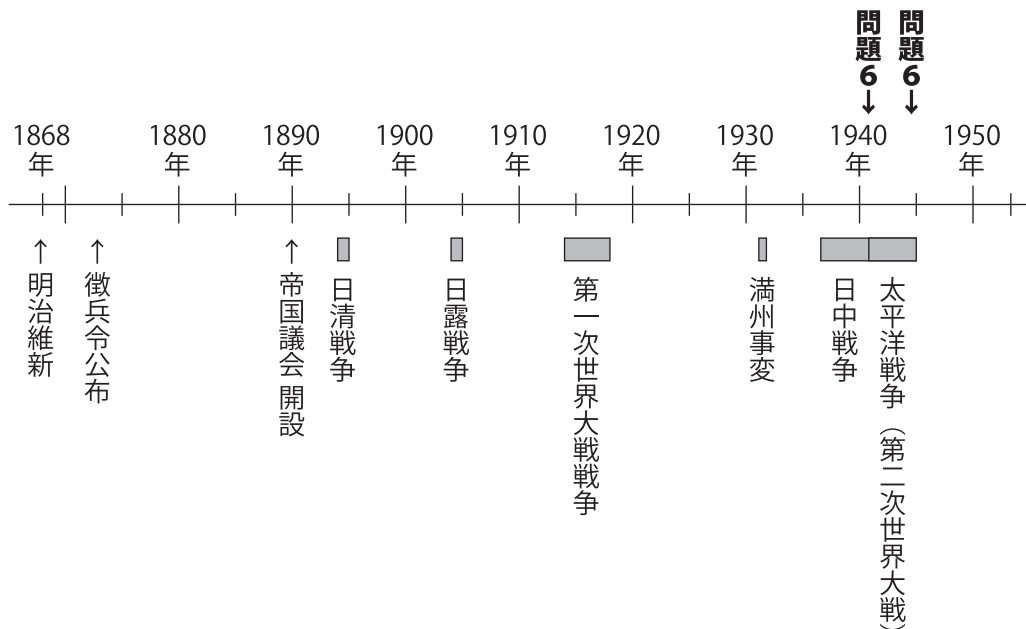 問題6↓
問題6↓
1868年
1880年
1890年
1900年
1910年
1920年
1930年
1940年
1950年
↑明治維新
↑徴兵令公布
↑帝国議会 開設
日清戦争
日露戦争
第一次世界大戦戦争
満州事変
日中戦争
太平洋戦争（第二次世界大戦）